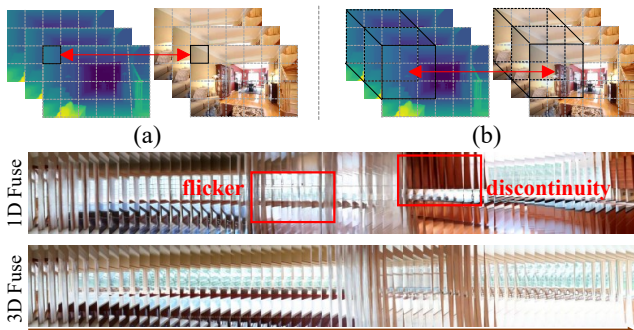 (a)
(b)
1D Fuse
flicker
discontinuity
3D Fuse